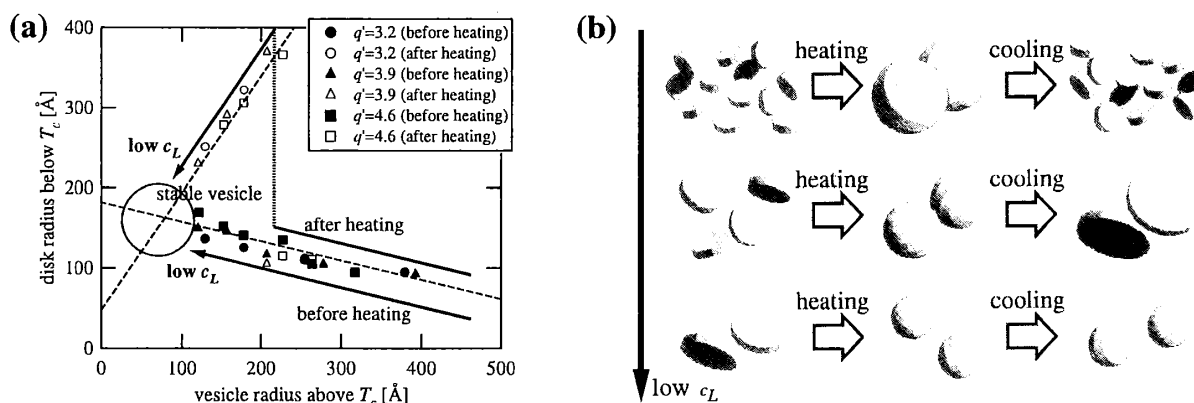 (a)
400
300
200
100
0
disk radius below T_c [Å]
q'=3.2 (before heating)
q'=3.2 (after heating)
q'=3.9 (before heating)
q'=3.9 (after heating)
q'=4.6 (before heating)
q'=4.6 (after heating)
low c_L
stable vesicle
after heating
low c_L
before heating
0 100 200 300 400 500
vesicle radius above T_c [Å]
(b)
heating cooling
heating cooling
heating cooling
low c_L